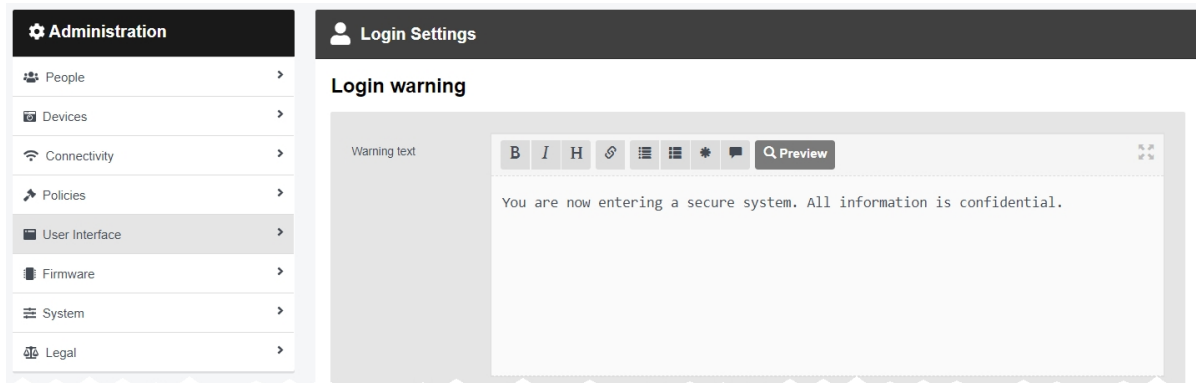 Administration
People
Devices
Connectivity
Policies
User Interface
Firmware
System
Legal
Login Settings
Login warning
Warning text
B I H Preview
You are now entering a secure system. All information is confidential.